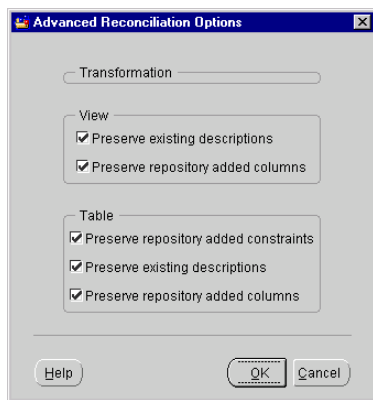 Advanced Reconciliation Options
Transformation
View
Preserve existing descriptions
Preserve repository added columns
Table
Preserve repository added constraints
Preserve existing descriptions
Preserve repository added columns
Help OK Cancel